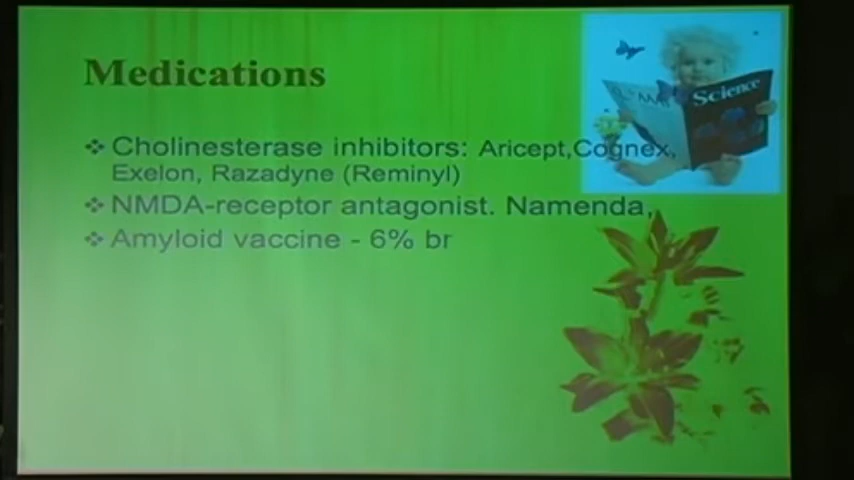 Medications
❖ Cholinesterase inhibitors: Aricept,Cognex,
Exelon, Razadyne (Reminyl)
❖ NMDA-receptor antagonist. Namenda,
❖ Amyloid vaccine - 6% br
Science